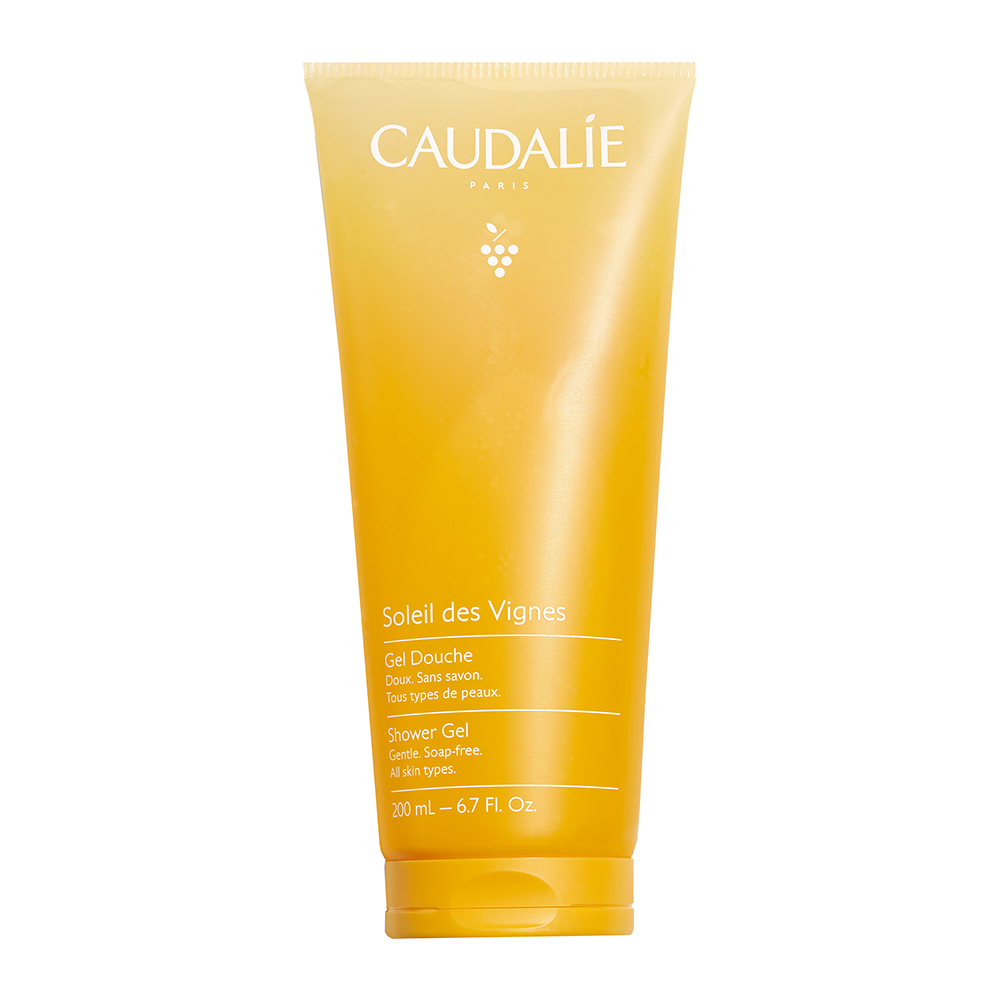 CAUDALÍE
PARIS
Soleil des Vignes
Gel Douche
Doux. Sans savon.
Tous types de peaux.
Shower Gel
Gentle. Soap-free.
All skin types.
200 mL – 6.7 Fl. Oz.